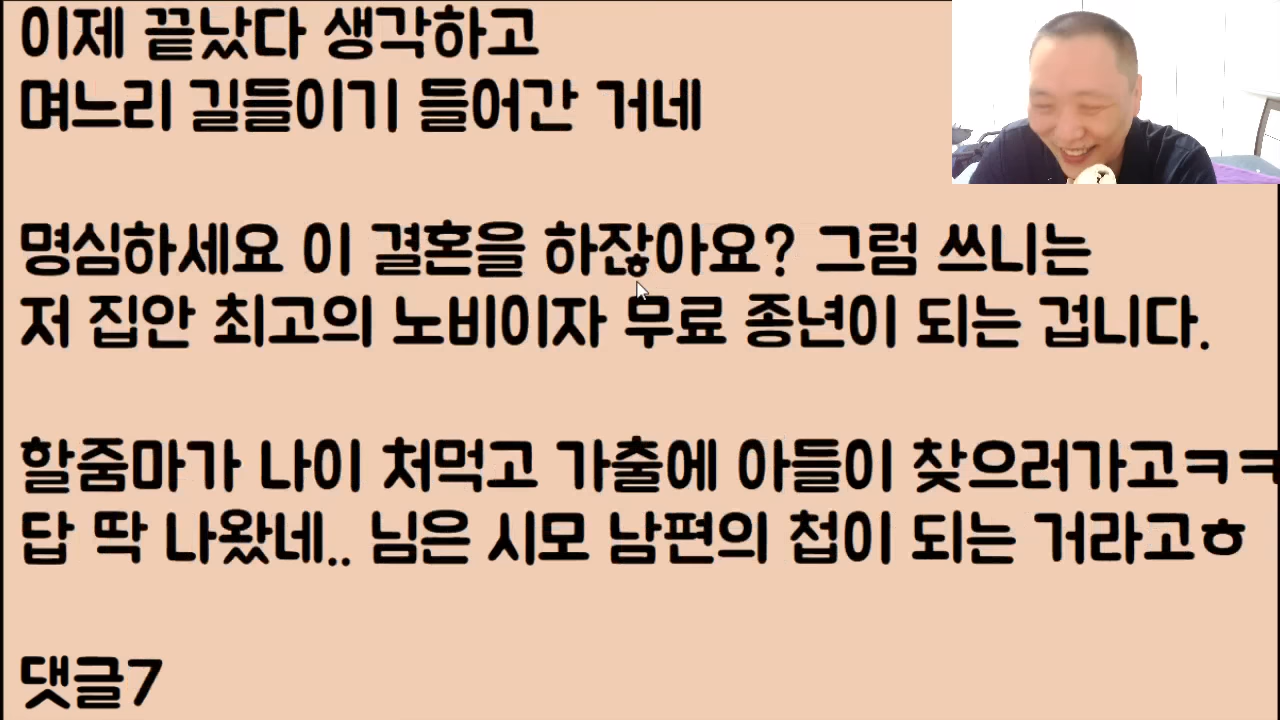 이제 끝났다 생각하고
며느리 길들이기 들어간 거네
명심하세요 이 결혼을 하잖아요? 그럼 쓰니는
저 집안 최고의 노비이자 무료 종년이 되는 겁니다.
할줌마가 나이 처먹고 가출에 아들이 찾으러가고ㅋㅋ
답 딱 나왔네.. 님은 시모 남편의 첩이 되는 거라고ㅎ
댓글7